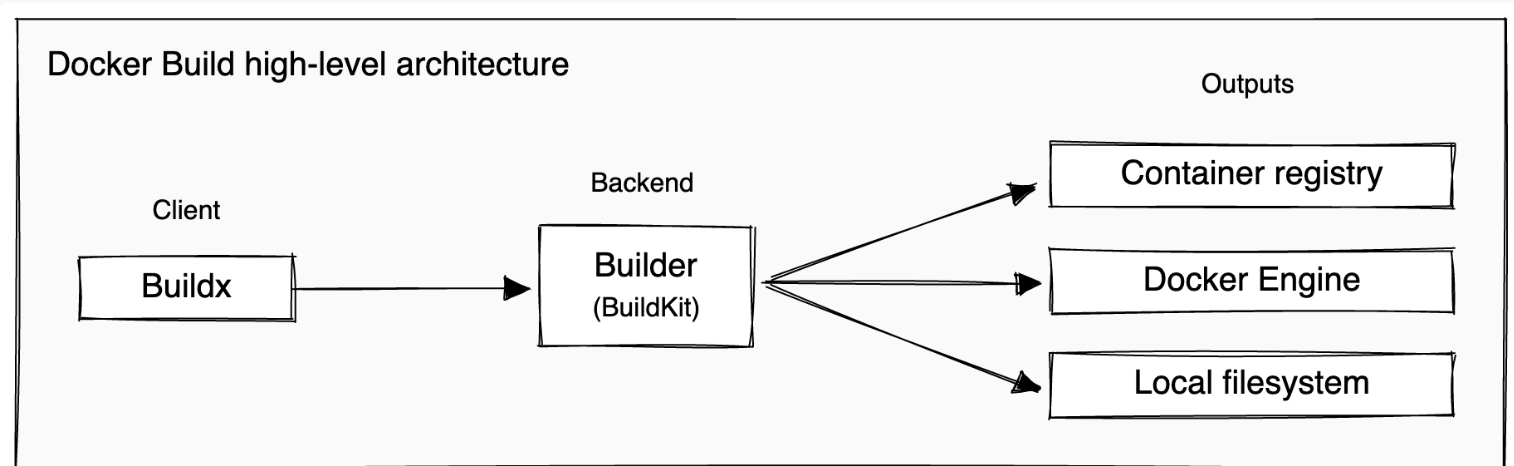 Docker Build high-level architecture
Outputs
Container registry
Backend
Client
Builder
(BuildKit)
Buildx
Docker Engine
Local filesystem